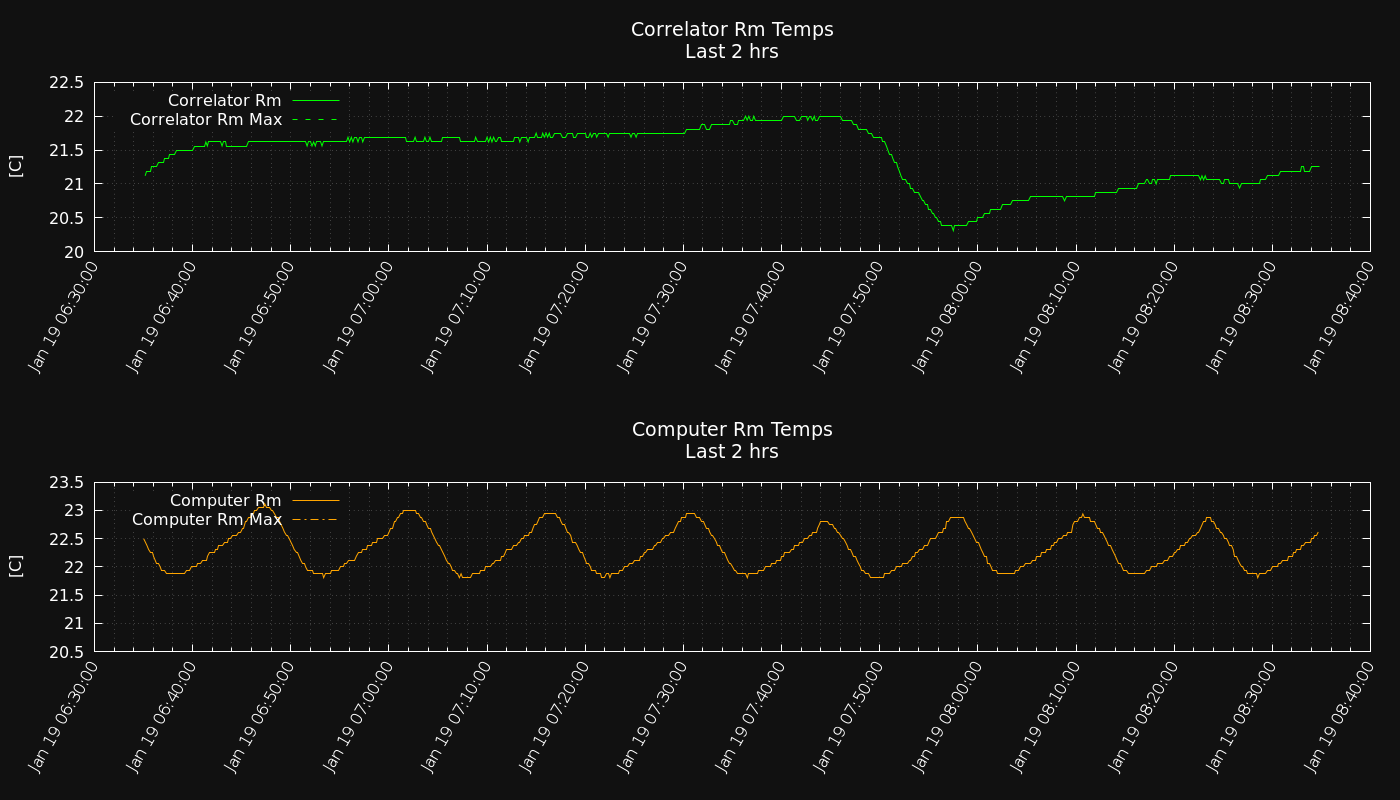 Correlator Rm Temps
Last 2 hrs
22.5
22
21.5
21
20.5
20
[C]
Correlator Rm
Correlator Rm Max
Jan 19 06:30:00
Jan 19 06:40:00
Jan 19 06:50:00
Jan 19 07:00:00
Jan 19 07:10:00
Jan 19 07:20:00
Jan 19 07:30:00
Jan 19 07:40:00
Jan 19 07:50:00
Jan 19 08:00:00
Jan 19 08:10:00
Jan 19 08:20:00
Jan 19 08:30:00
Jan 19 08:40:00
Computer Rm Temps
Last 2 hrs
23.5
23
22.5
22
21.5
21
20.5
[C]
Computer Rm
Computer Rm Max
Jan 19 06:30:00
Jan 19 06:40:00
Jan 19 06:50:00
Jan 19 07:00:00
Jan 19 07:10:00
Jan 19 07:20:00
Jan 19 07:30:00
Jan 19 07:40:00
Jan 19 07:50:00
Jan 19 08:00:00
Jan 19 08:10:00
Jan 19 08:20:00
Jan 19 08:30:00
Jan 19 08:40:00